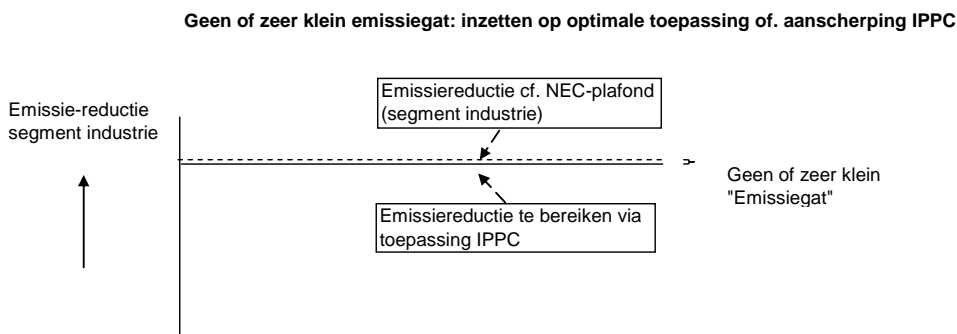 Geen of zeer klein emissiegat: inzetten op optimale toepassing of. aanscherping IPPC
Emissiereductie cf. NEC-plafond
(segment industrie)
Emissie-reductie
segment industrie
Geen of zeer klein
"Emissiegat"
Emissiereductie te bereiken via
toepassing IPPC